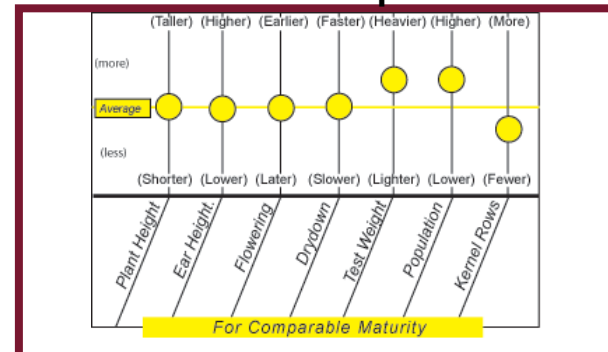 (Taller) (Higher) (Earlier) (Faster) (Heavier) (Higher) (More)
(more)
Average
(less)
(Shorter) (Lower) (Later) (Slower) (Lighter) (Lower) (Fewer)
Plant Height
Ear Height.
Flowering
Drydown
Test Weight
Population
Kernel Rows
For Comparable Maturity